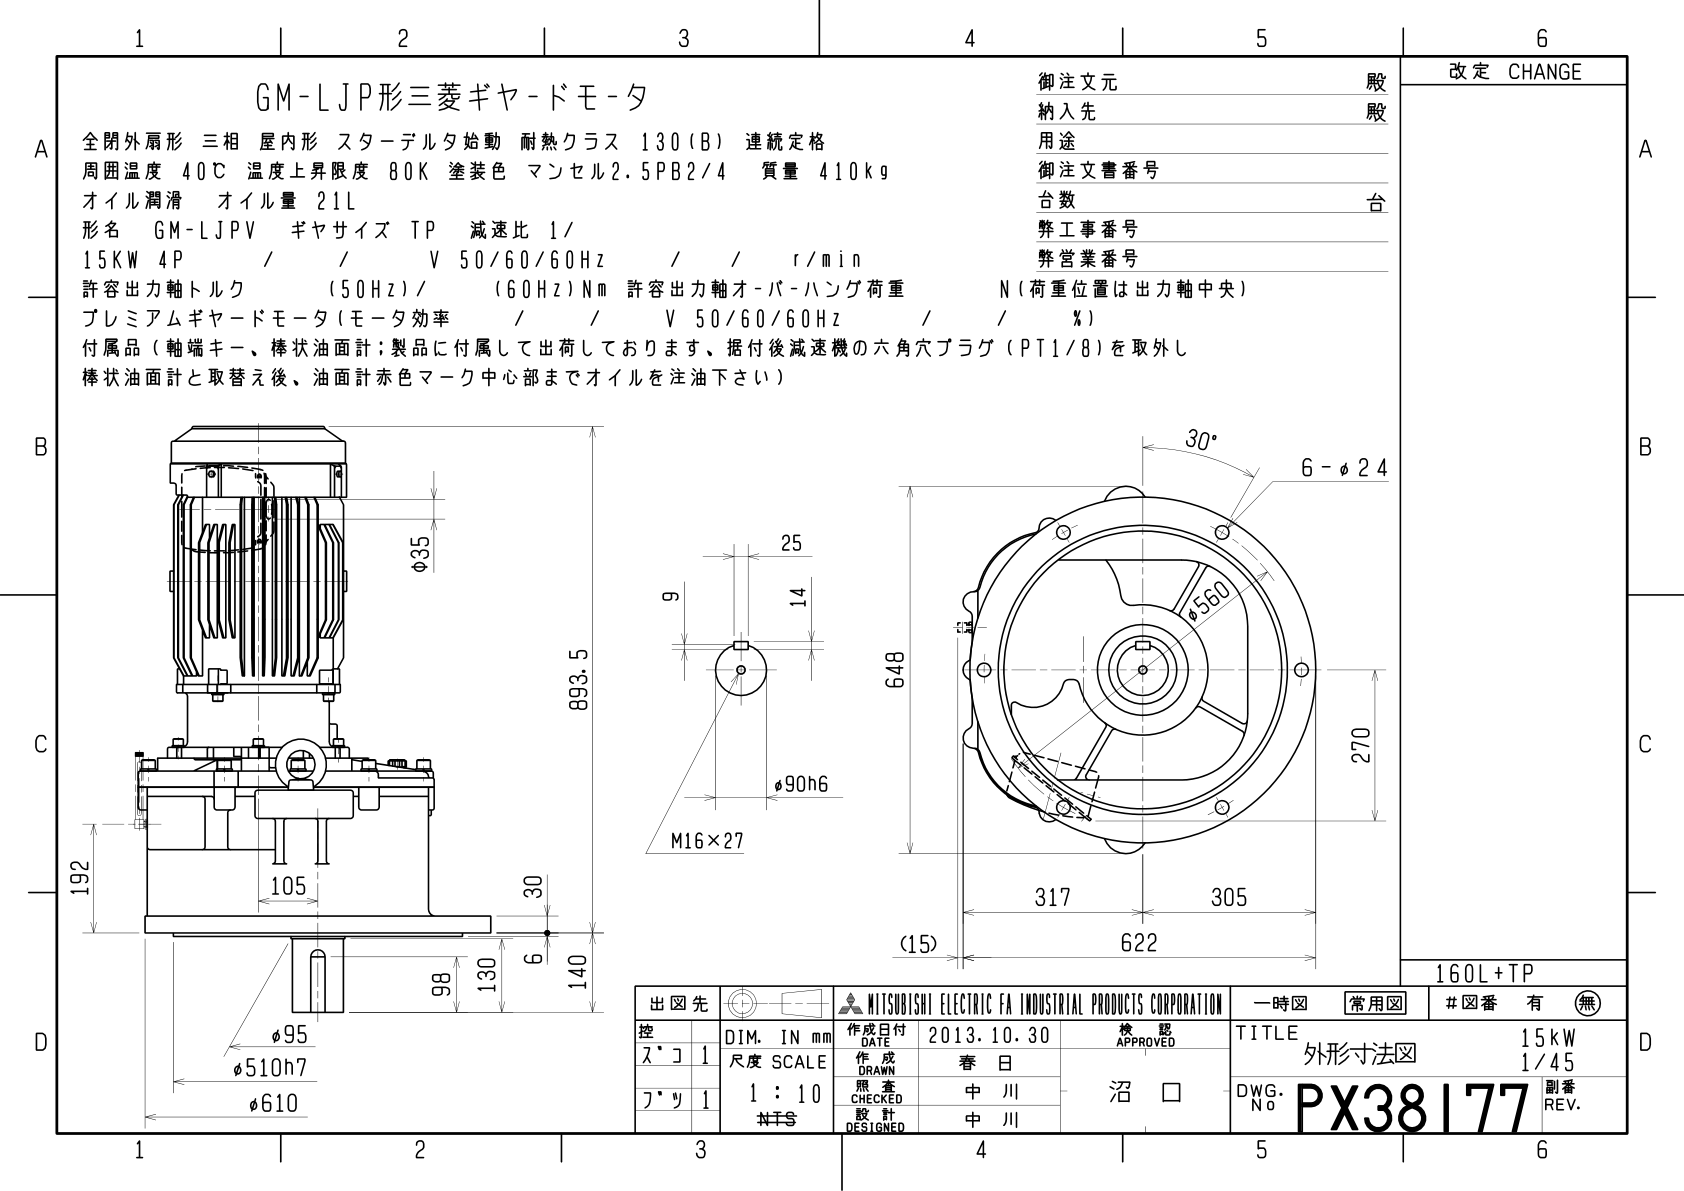 1 2 3 4 5 6
改定 CHANGE
GM-LJP形三菱ギヤードモータ
全閉外扇形 三相 屋内形 スターデルタ始動 耐熱クラス 130(B) 連続定格
周囲温度 40℃ 温度上昇限度 80K 塗装色 マンセル2.5PB2/4 質量 410kg
オイル潤滑 オイル量 21L
形名 GM-LJPV ギヤサイズ TP 減速比 1/
15KW 4P / / V 50/60/60Hz / / r/min
許容出力軸トルク (50Hz)/ (60Hz)Nm 許容出力軸オーバーハング荷重 N(荷重位置は出力軸中央)
プレミアムギヤードモータ(モータ効率 / / V 50/60/60Hz / / %)
付属品(軸端キー、棒状油面計;製品に付属して出荷しております、据付後減速機の六角穴プラグ(PT1/8)を取外し
棒状油面計と取替え後、油面計赤色マーク中心部までオイルを注油下さい)
御注文元 殿
納入先 殿
用途
御注文書番号
台数 台
弊工事番号
弊営業番号
A A
B B
C C
D D
φ35
893.5
192
105
30
6
140
130
98
φ95
φ510h7
φ610
25
9
14
φ90h6
M16×27
30°
6-φ24
φ560
648
270
317 305
(15) 622
160L+TP
出図先
控
ズコ 1
ブツ 1
DIM. IN mm
尺度 SCALE
1 : 10
NTS
MITSUBISHI ELECTRIC FA INDUSTRIAL PRODUCTS CORPORATION
作成日付 DATE 2013.10.30
作成 DRAWN 春日
照査 CHECKED 中川
設計 DESIGNED 中川
検認 APPROVED
沼口
一時図 常用図 #図番 有 無
TITLE
外形寸法図
15kW
1/45
DWG. No PX38177
副番 REV.
1 2 3 4 5 6